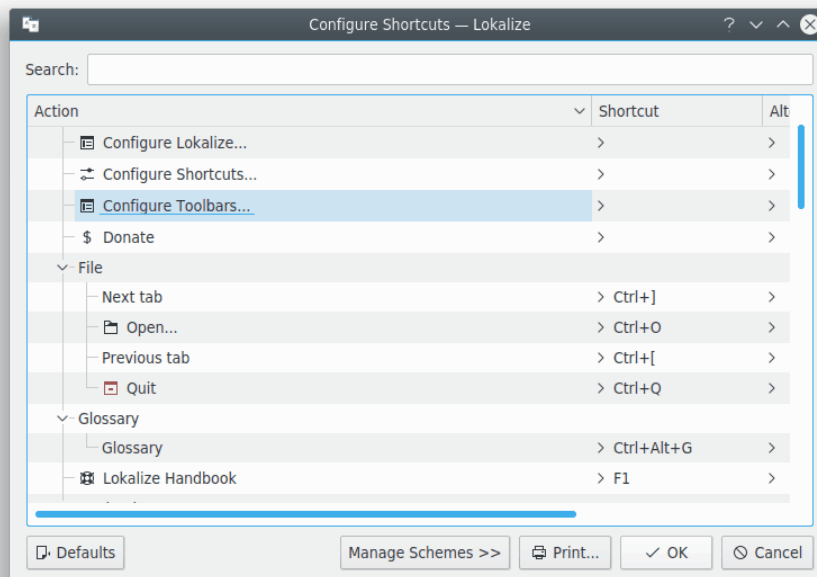 Configure Shortcuts — Lokalize
Search:
Action Shortcut Alt
Configure Lokalize...
Configure Shortcuts...
Configure Toolbars...
$ Donate
File
Next tab Ctrl+]
Open... Ctrl+O
Previous tab Ctrl+[
Quit Ctrl+Q
Glossary
Glossary Ctrl+Alt+G
Lokalize Handbook F1
Defaults Manage Schemes >> Print... OK Cancel